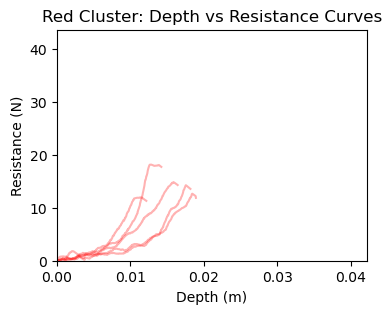 Red Cluster: Depth vs Resistance Curves
Resistance (N)
40
30
20
10
0
0.00 0.01 0.02 0.03 0.04
Depth (m)